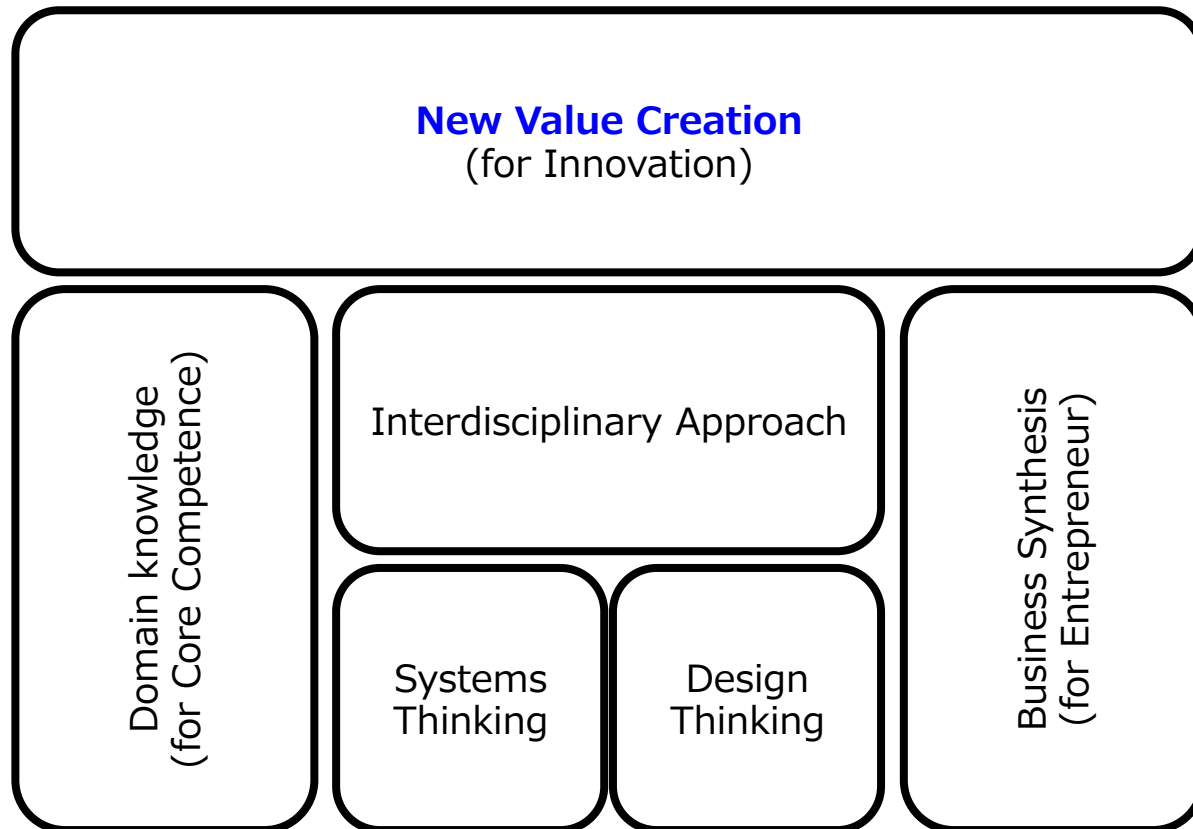 New Value Creation
(for Innovation)
Domain knowledge
(for Core Competence)
Interdisciplinary Approach
Systems
Thinking
Design
Thinking
Business Synthesis
(for Entrepreneur)